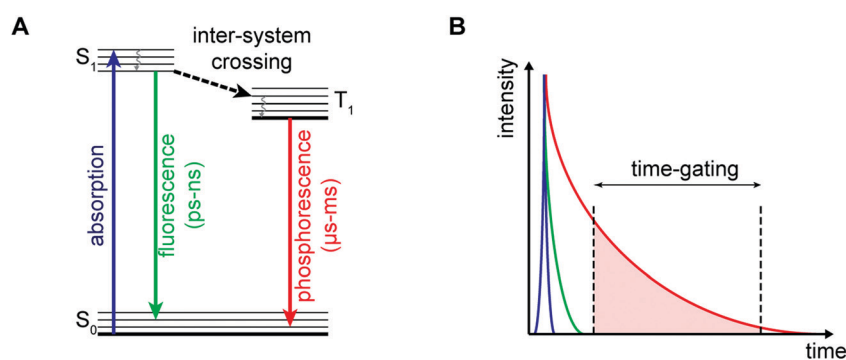 A
S1
inter-system
crossing
T1
absorption
fluorescence
(ps-ns)
phosphorescence
(µs-ms)
S0
B
intensity
time-gating
time